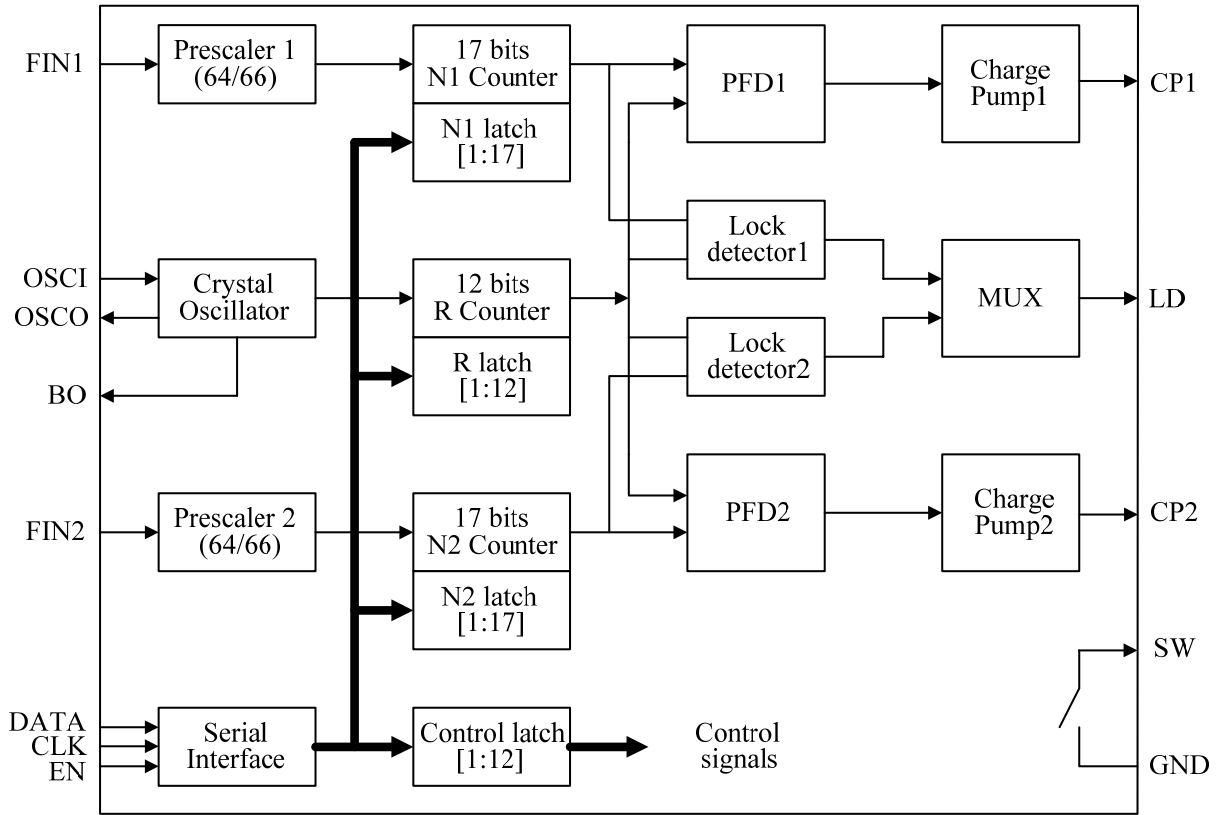 FIN1
Prescaler 1
(64/66)
17 bits
N1 Counter
N1 latch
[1:17]
PFD1
Charge
Pump1
CP1
Lock
detector1
OSCI
OSCO
BO
Crystal
Oscillator
12 bits
R Counter
R latch
[1:12]
MUX
LD
Lock
detector2
FIN2
Prescaler 2
(64/66)
17 bits
N2 Counter
N2 latch
[1:17]
PFD2
Charge
Pump2
CP2
SW
DATA
CLK
EN
Serial
Interface
Control latch
[1:12]
Control
signals
GND